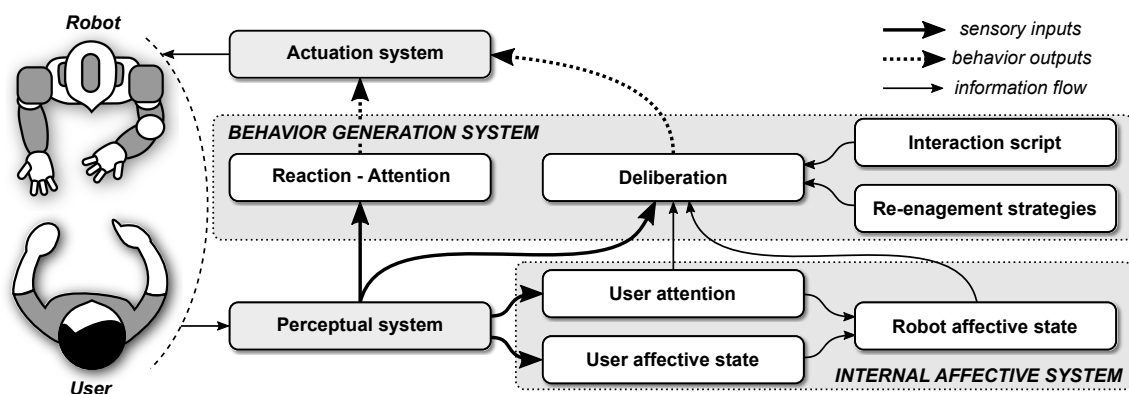 Robot
Actuation system
sensory inputs
behavior outputs
information flow
BEHAVIOR GENERATION SYSTEM
Reaction - Attention
Deliberation
Interaction script
Re-enagement strategies
Perceptual system
User attention
User affective state
Robot affective state
INTERNAL AFFECTIVE SYSTEM
User